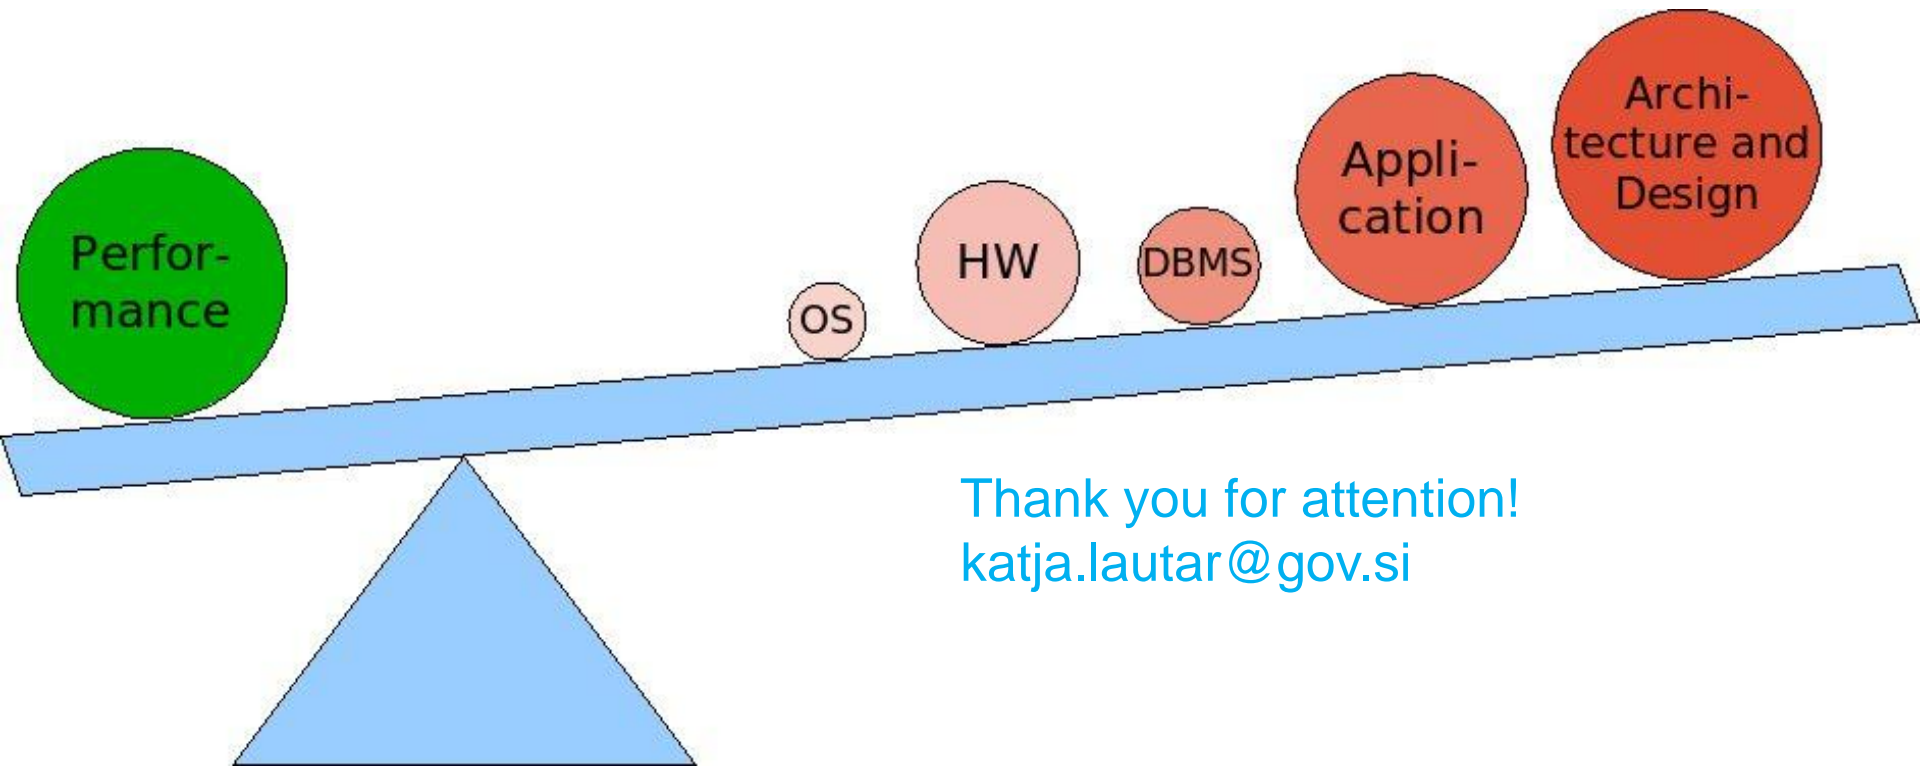 Perfor-
mance
OS
HW
DBMS
Appli-
cation
Archi-
tecture and
Design
Thank you for attention!
katja.lautar@gov.si